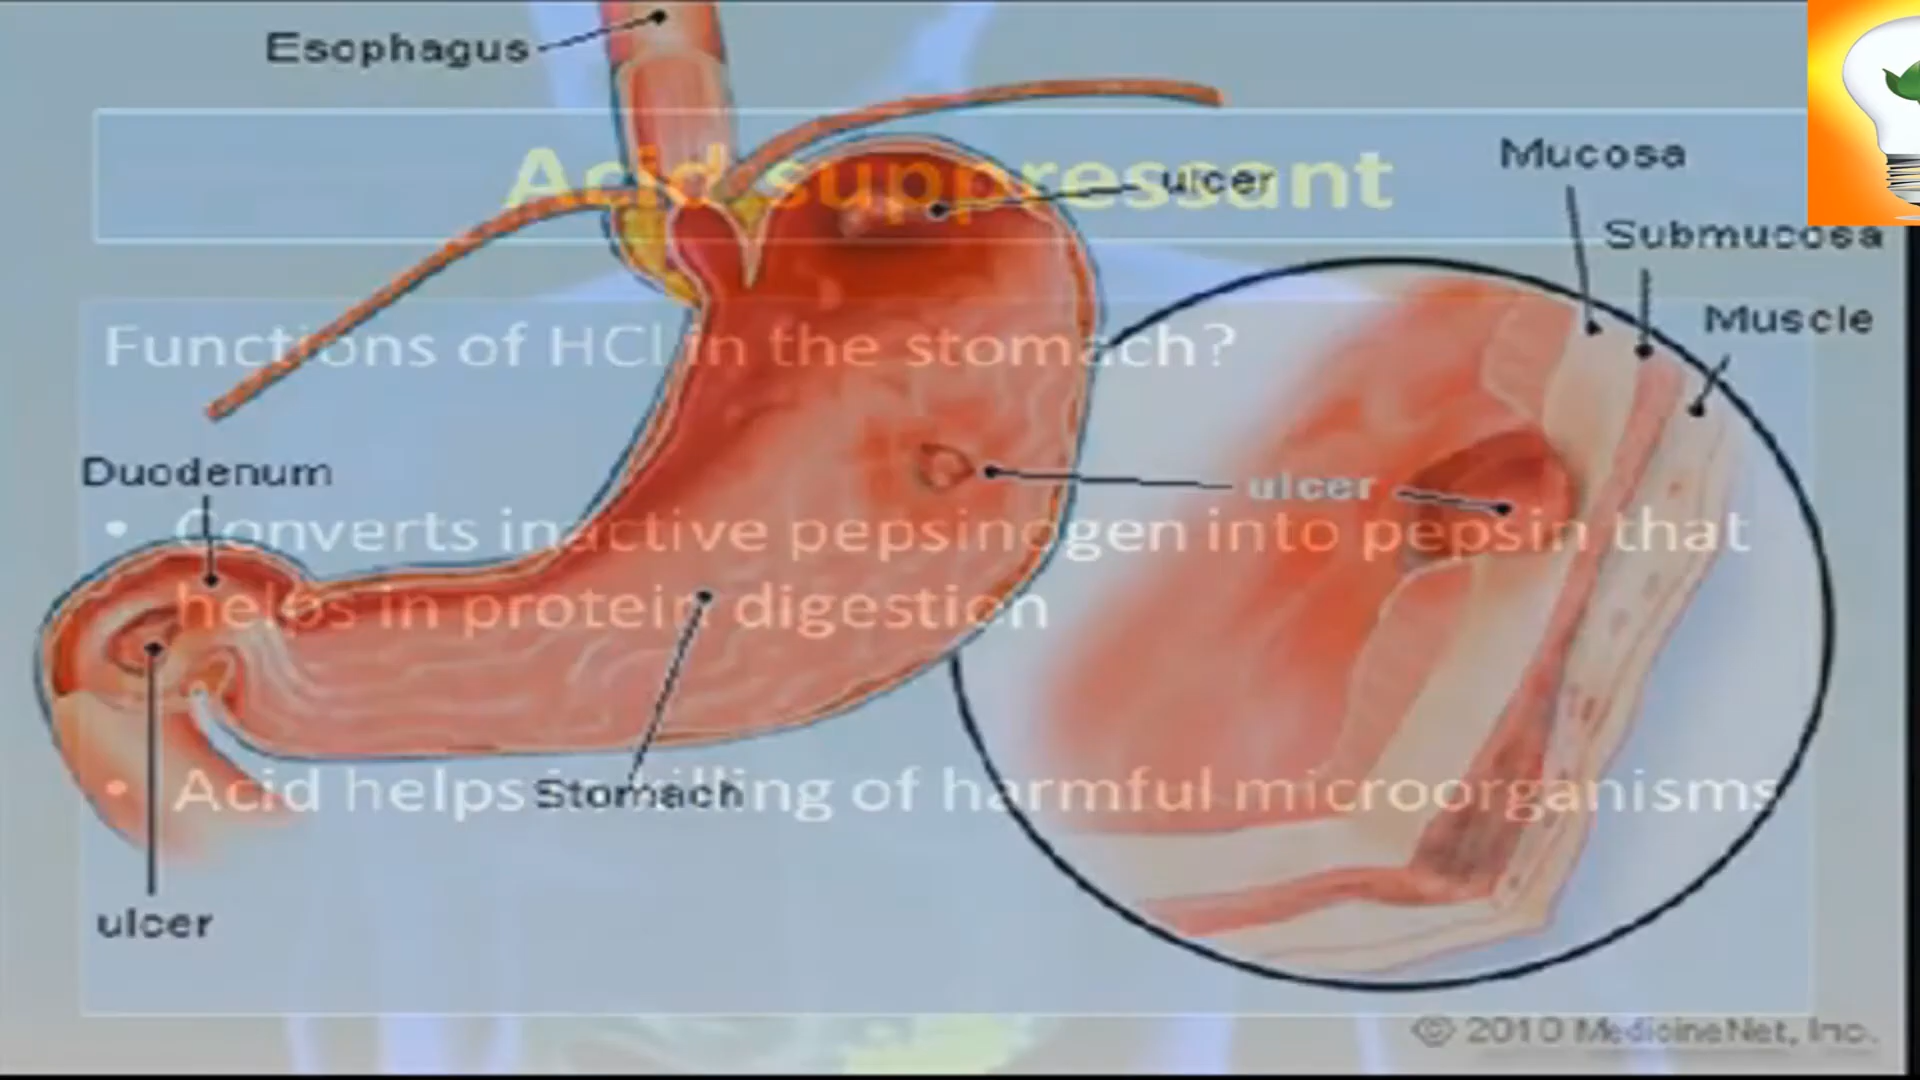 Esophagus
Acid suppressant
ulcer
Mucosa
Submucosa
Muscle
Functions of HCl in the stomach?
Duodenum
ulcer
• Converts inactive pepsinogen into pepsin that
helps in protein digestion
• Acid helps in killing of harmful microorganisms
Stomach
ulcer
© 2010 MedicineNet, Inc.